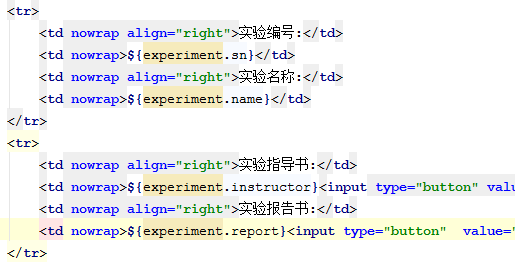 <tr>
<td nowrap align="right">实验编号:</td>
<td nowrap>${experiment.sn}</td>
<td nowrap align="right">实验名称:</td>
<td nowrap>${experiment.name}</td>
</tr>
<tr>
<td nowrap align="right">实验指导书:</td>
<td nowrap>${experiment.instructor}<input type="button" valu
<td nowrap align="right">实验报告书:</td>
<td nowrap>${experiment.report}<input type="button"  value="
</tr>